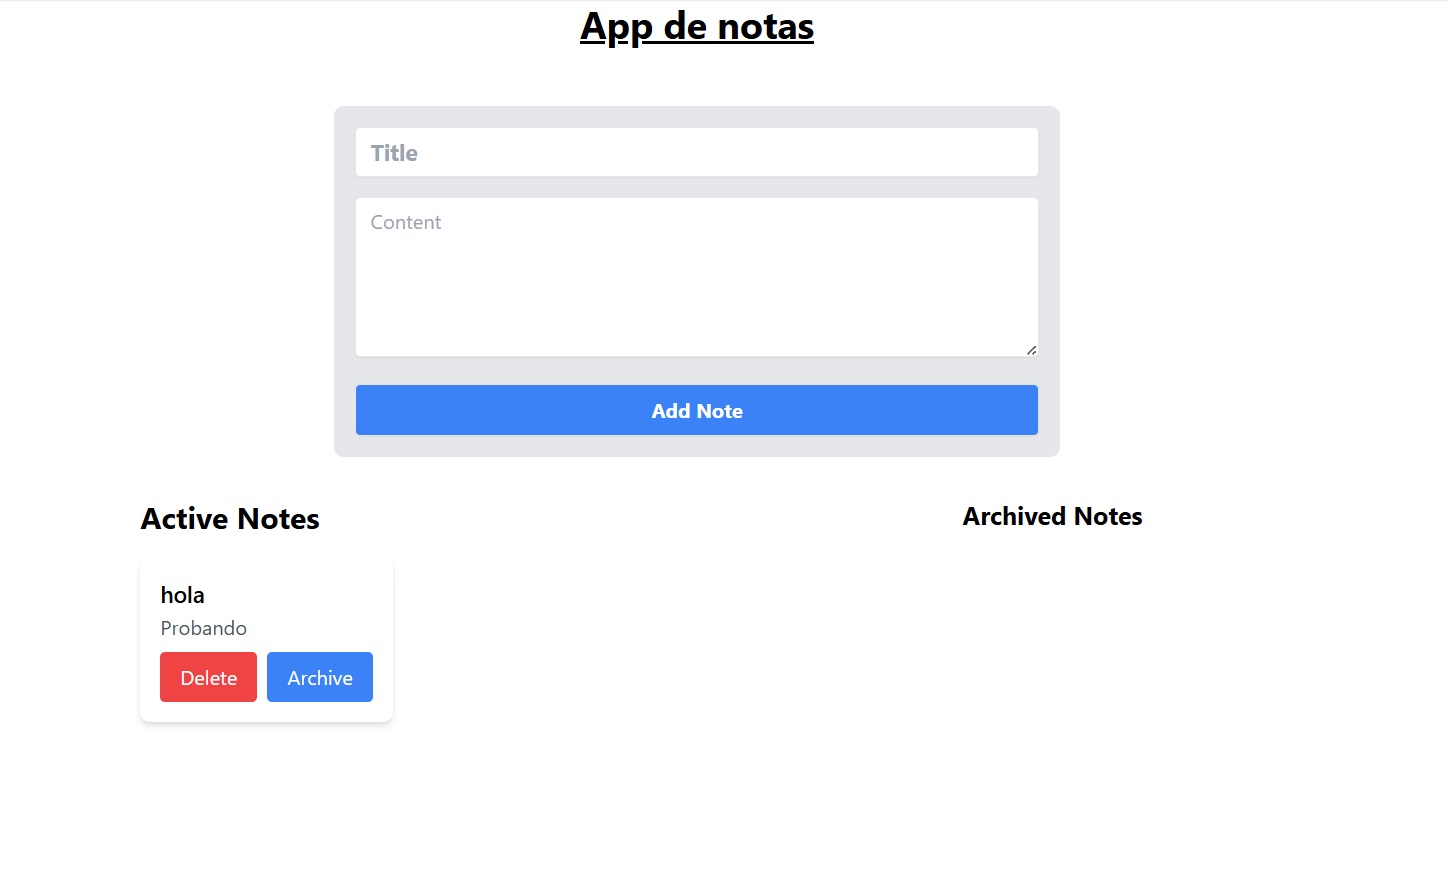 App de notas
Title
Content
Add Note
Active Notes
Archived Notes
hola
Probando
Delete
Archive